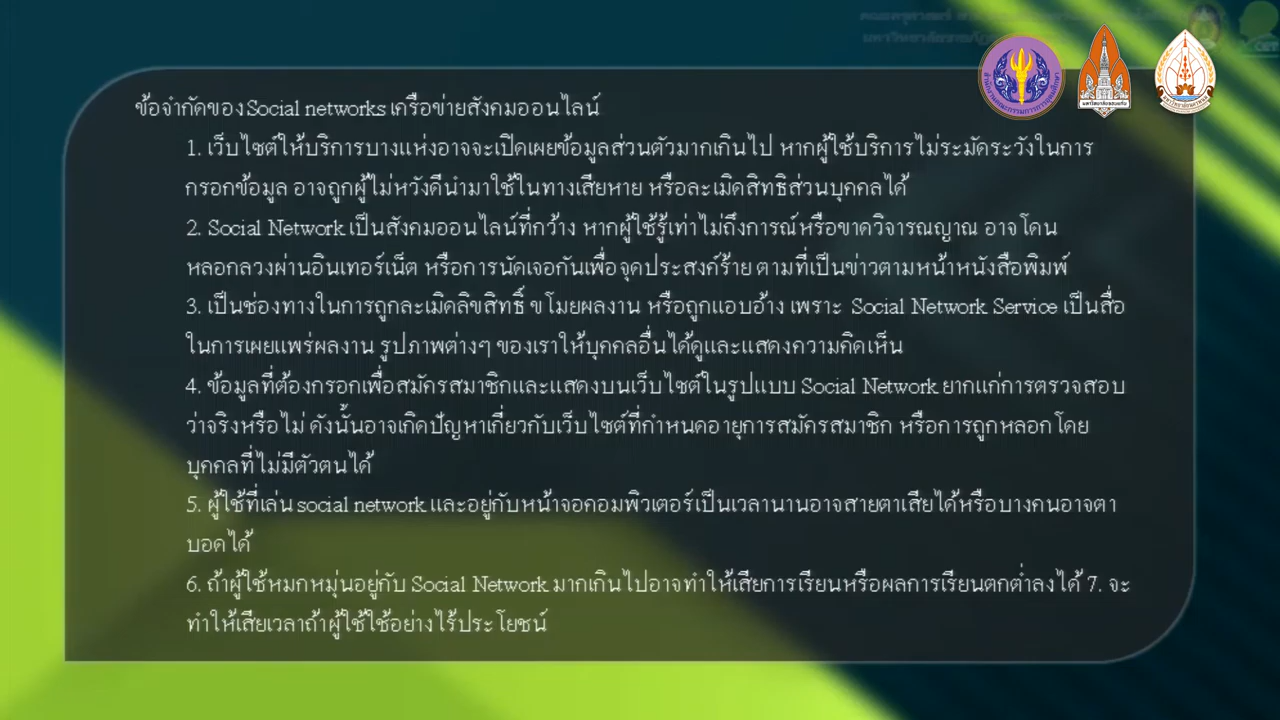 คณะครุศาสตร์
มหาวิทยาลัยราชภัฏ
ข้อจำกัดของSocial networks เครือข่ายสังคมออนไลน์
1. เว็บไซต์ให้บริการบางแห่งอาจจะเปิดเผยข้อมูลส่วนตัวมากเกินไป หากผู้ใช้บริการไม่ระมัดระวังในการ
กรอกข้อมูล อาจถูกผู้ไม่หวังดีนำมาใช้ในทางเสียหาย หรือละเมิดสิทธิส่วนบุคคลได้
2. Social Network เป็นสังคมออนไลน์ที่กว้าง หากผู้ใช้รู้เท่าไม่ถึงการณ์หรือขาดวิจารณญาณ อาจโดน
หลอกลวงผ่านอินเทอร์เน็ต หรือการนัดเจอกันเพื่อจุดประสงค์ร้าย ตามที่เป็นข่าวตามหน้าหนังสือพิมพ์
3. เป็นช่องทางในการถูกละเมิดลิขสิทธิ์ ขโมยผลงาน หรือถูกแอบอ้าง เพราะ Social Network Service เป็นสื่อ
ในการเผยแพร่ผลงาน รูปภาพต่างๆ ของเราให้บุคคลอื่นได้ดูและแสดงความคิดเห็น
4. ข้อมูลที่ต้องกรอกเพื่อสมัครสมาชิกและแสดงบนเว็บไซต์ในรูปแบบ Social Network ยากแก่การตรวจสอบ
ว่าจริงหรือไม่ ดังนั้นอาจเกิดปัญหาเกี่ยวกับเว็บไซต์ที่กำหนดอายุการสมัครสมาชิก หรือการถูกหลอกโดย
บุคคลที่ไม่มีตัวตนได้
5. ผู้ใช้ที่เล่น social network และอยู่กับหน้าจอคอมพิวเตอร์เป็นเวลานานอาจสายตาเสียได้หรือบางคนอาจตา
บอดได้
6. ถ้าผู้ใช้หมกหมุ่นอยู่กับ Social Network มากเกินไปอาจทำให้เสียการเรียนหรือผลการเรียนตกต่ำลงได้ 7. จะ
ทำให้เสียเวลาถ้าผู้ใช้ใช้อย่างไร้ประโยชน์